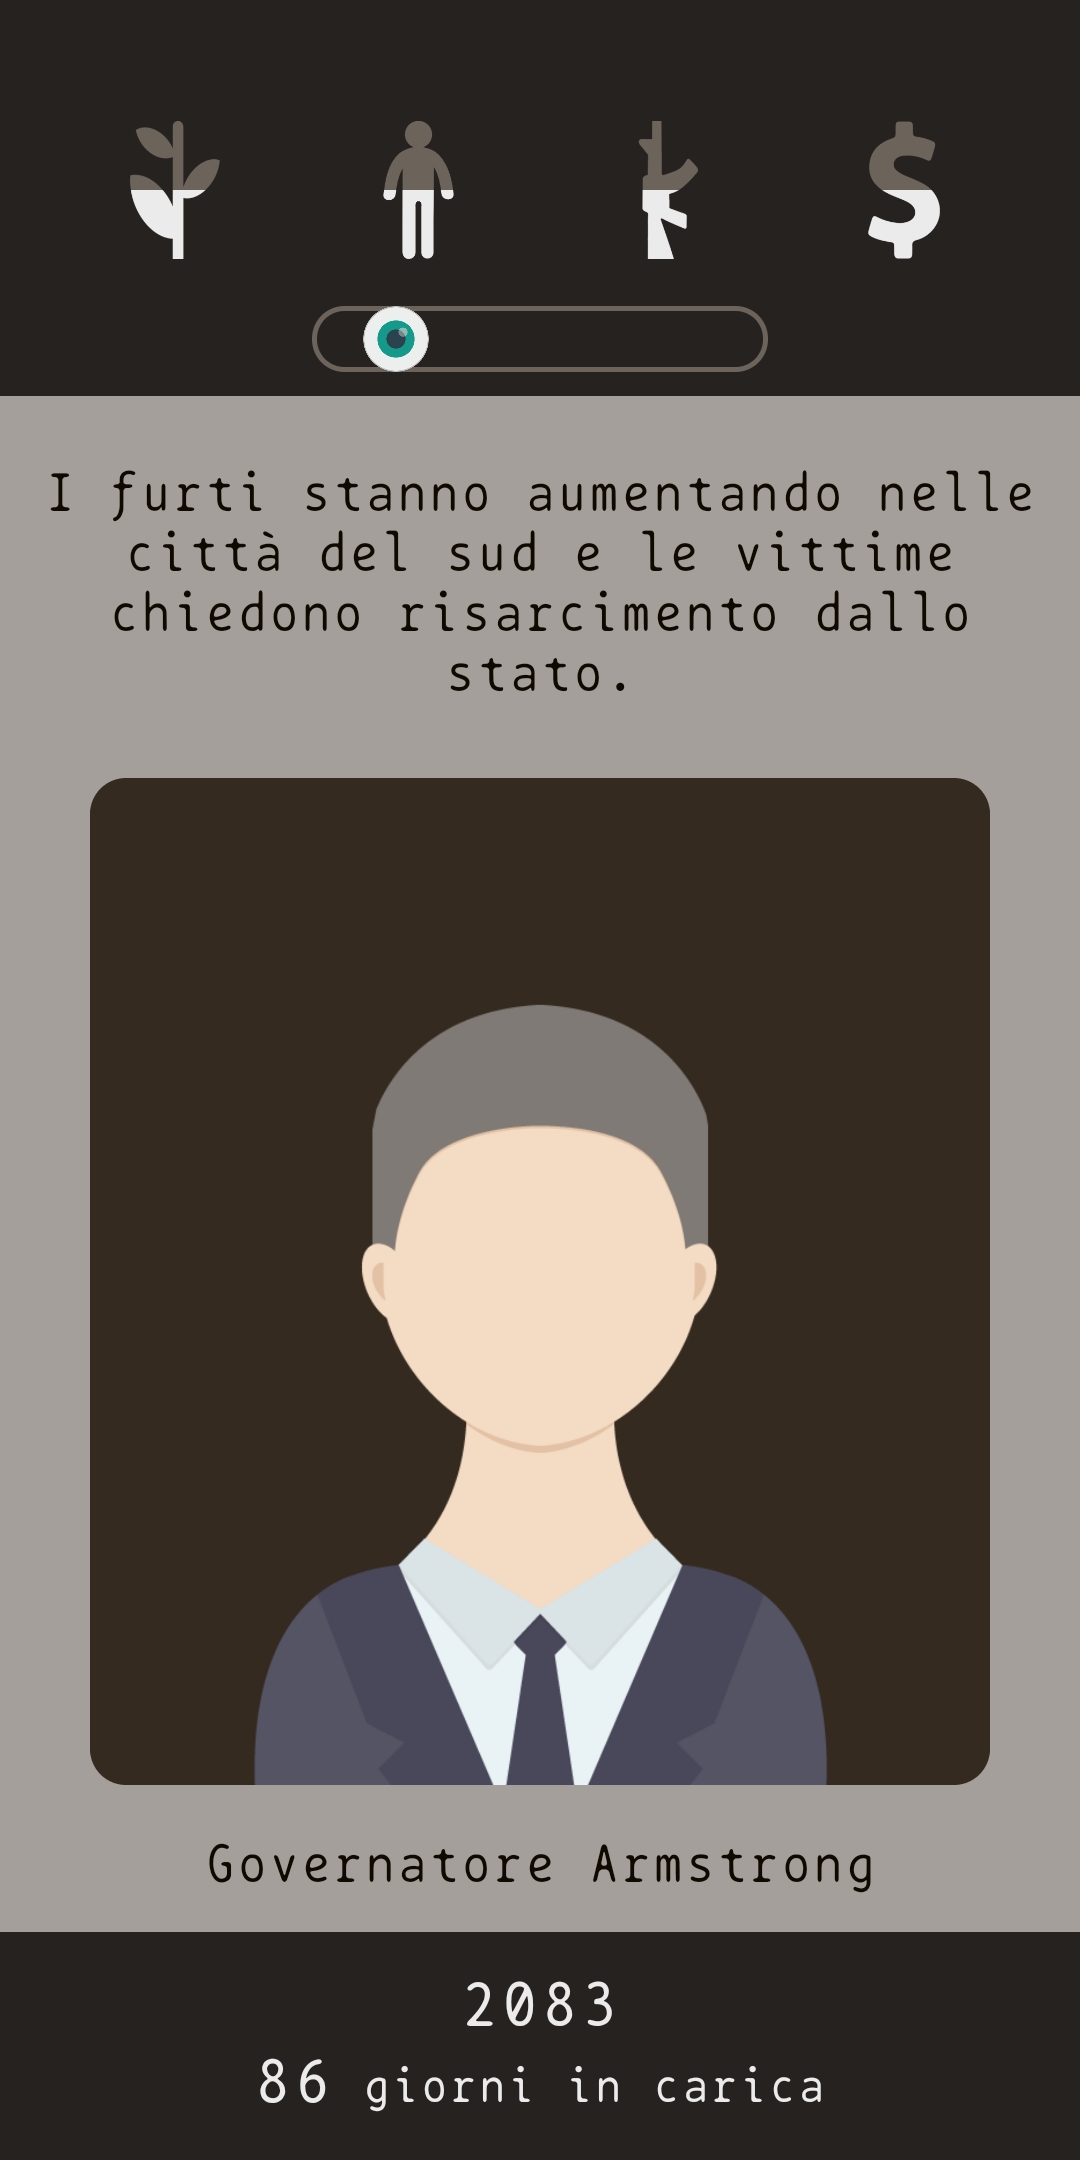 I furti stanno aumentando nelle
città del sud e le vittime
chiedono risarcimento dallo
stato.
Governatore Armstrong
2083
86 giorni in carica